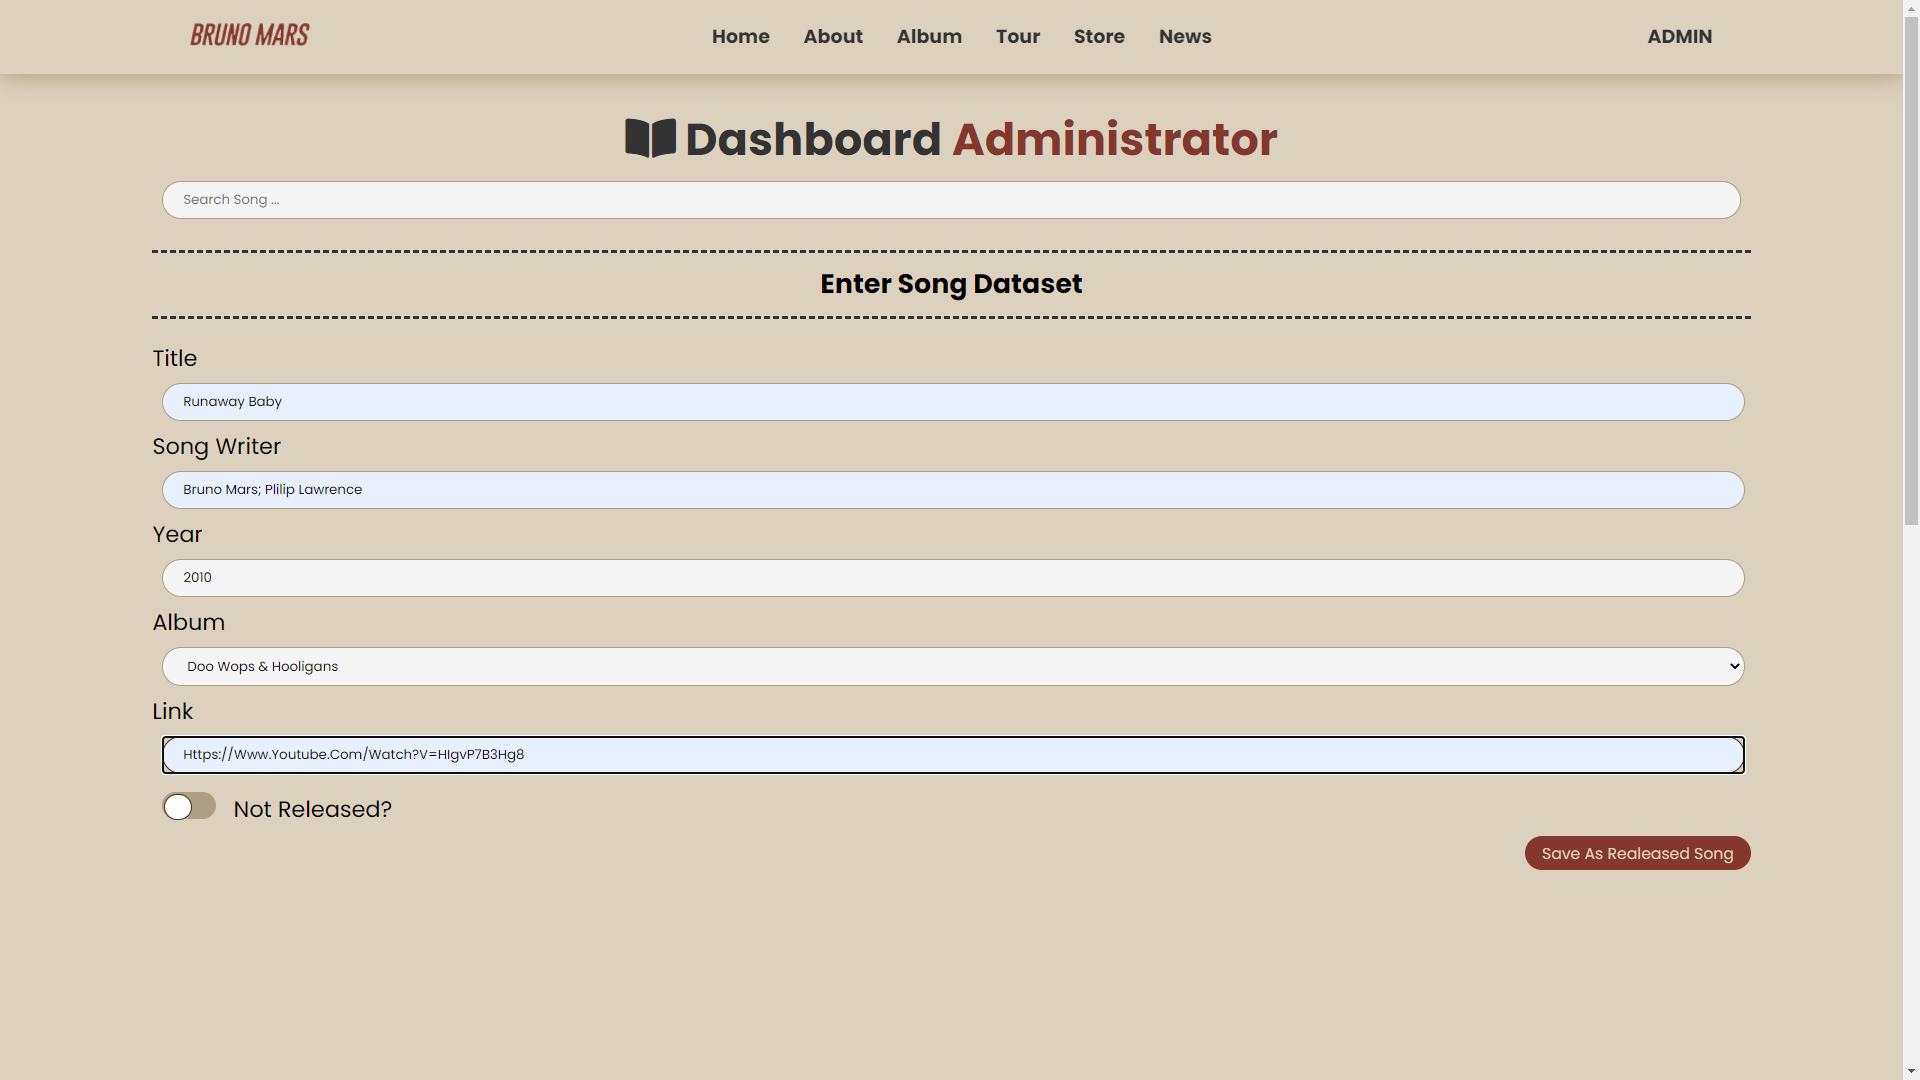 BRUNO MARS
Home About Album Tour Store News
ADMIN
Dashboard Administrator
Search Song ...
Enter Song Dataset
Title
Runaway Baby
Song Writer
Bruno Mars; Plilip Lawrence
Year
2010
Album
Doo Wops & Hooligans
Link
Https://Www.Youtube.Com/Watch?V=HIgvP7B3Hg8
Not Released?
Save As Realeased Song